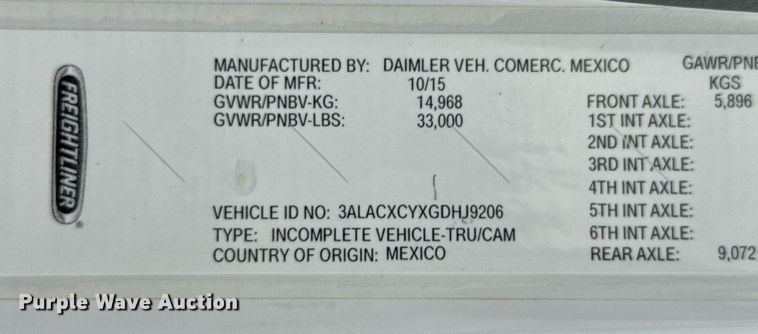 FREIGHTLINER
MANUFACTURED BY: DAIMLER VEH. COMERC. MEXICO
DATE OF MFR: 10/15
GVWR/PNBV-KG: 14,968
GVWR/PNBV-LBS: 33,000
VEHICLE ID NO: 3ALACXCYXGDHJ9206
TYPE: INCOMPLETE VEHICLE-TRU/CAM
COUNTRY OF ORIGIN: MEXICO
GAWR/PNB
KGS
FRONT AXLE: 5,896
1ST INT AXLE:
2ND INT AXLE:
3RD INT AXLE:
4TH INT AXLE:
5TH INT AXLE:
6TH INT AXLE:
REAR AXLE: 9,072
Purple Wave Auction